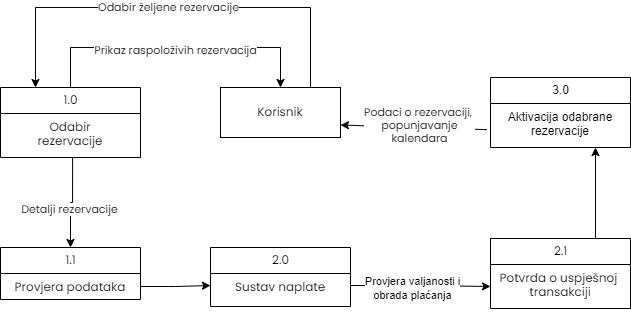 Odabir željene rezervacije
Prikaz raspoloživih rezervacija
1.0
Odabir
rezervacije
Korisnik
Podaci o rezervaciji,
popunjavanje
kalendara
3.0
Aktivacija odabrane
rezervacije
Detalji rezervacije
1.1
Provjera podataka
2.0
Sustav naplate
Provjera valjanosti i
obrada plaćanja
2.1
Potvrda o uspješnoj
transakciji